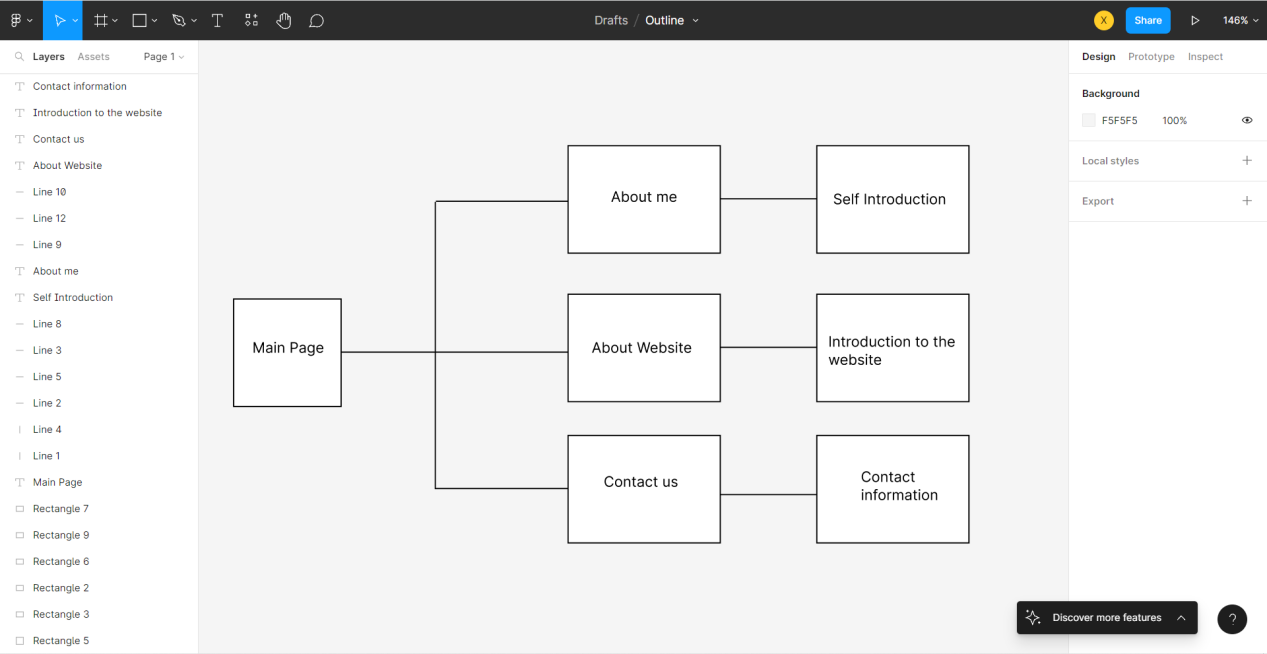 Drafts / Outline
X
Share
146%
Layers
Assets
Page 1
Design
Prototype
Inspect
Contact information
Introduction to the website
Contact us
About Website
Line 10
Line 12
Line 9
About me
Self Introduction
Line 8
Line 3
Line 5
Line 2
Line 4
Line 1
Main Page
Rectangle 7
Rectangle 9
Rectangle 6
Rectangle 2
Rectangle 3
Rectangle 5
Main Page
About me
Self Introduction
About Website
Introduction to the
website
Contact us
Contact
information
Background
F5F5F5
100%
Local styles
Export
Discover more features
?